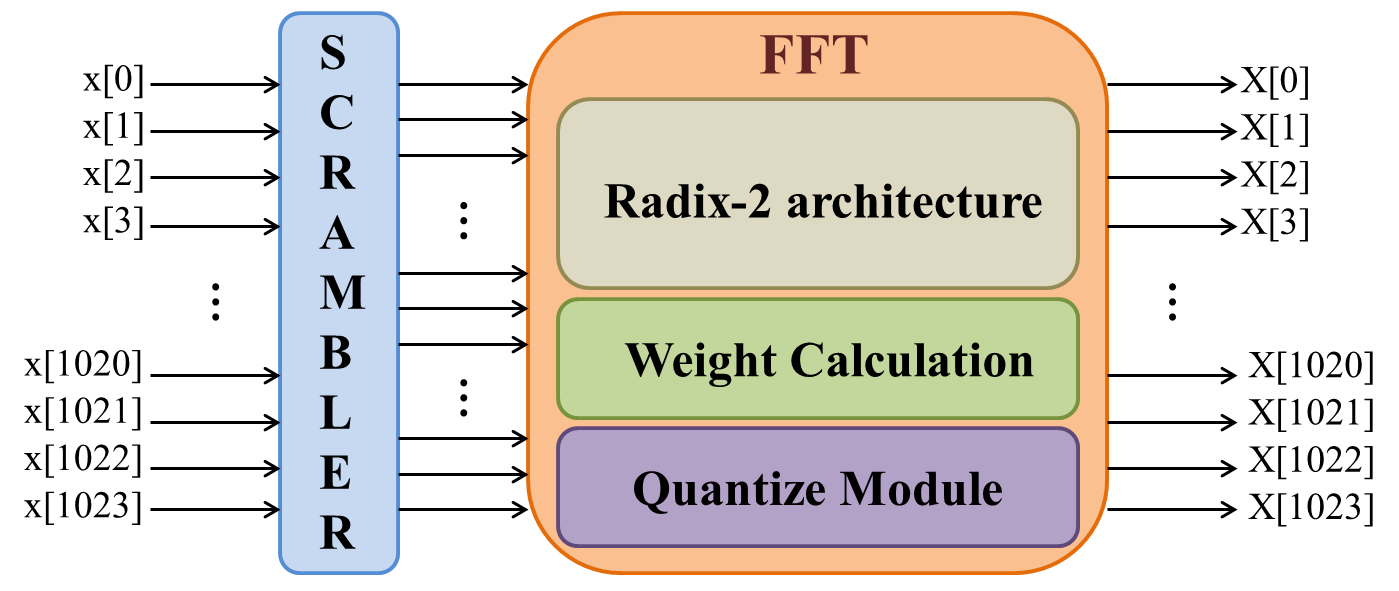 x[0]
x[1]
x[2]
x[3]
⋮
x[1020]
x[1021]
x[1022]
x[1023]
S
C
R
A
M
B
L
E
R
⋮
⋮
FFT
Radix-2 architecture
Weight Calculation
Quantize Module
X[0]
X[1]
X[2]
X[3]
⋮
X[1020]
X[1021]
X[1022]
X[1023]